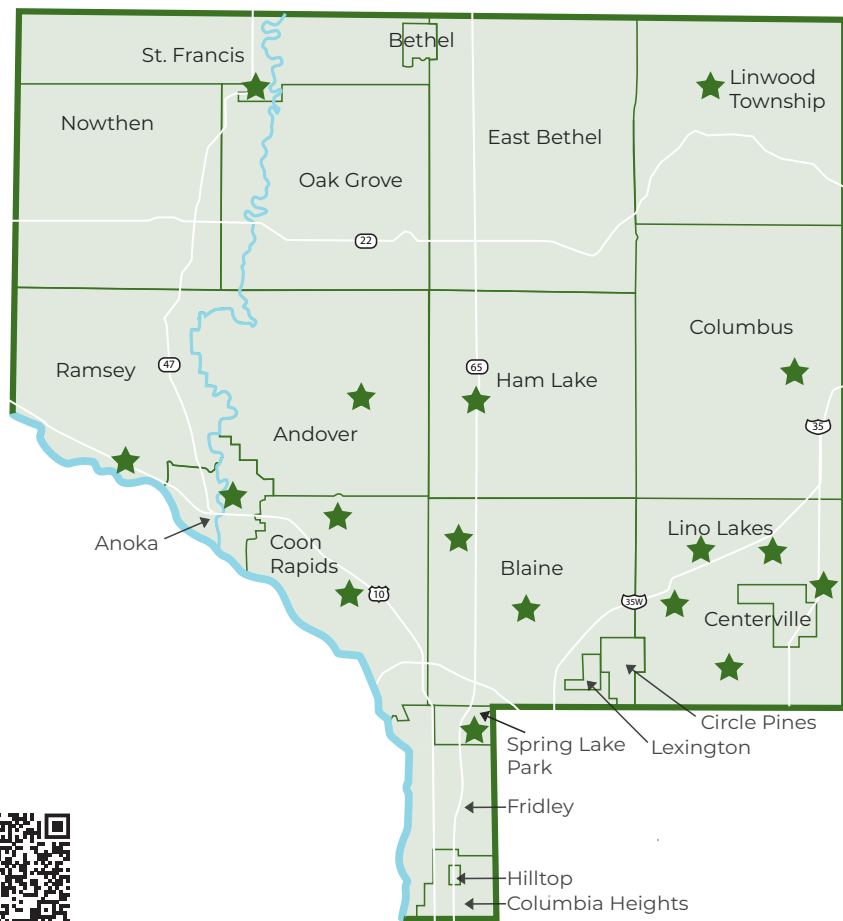 Bethel
St. Francis
Linwood
Township
Nowthen
East Bethel
Oak Grove
22
Columbus
47
65
Ramsey
Ham Lake
35
Andover
Lino Lakes
Anoka
Coon
Rapids
Blaine
10
35W
Centerville
Circle Pines
Spring Lake
Park
Lexington
Fridley
Hilltop
Columbia Heights